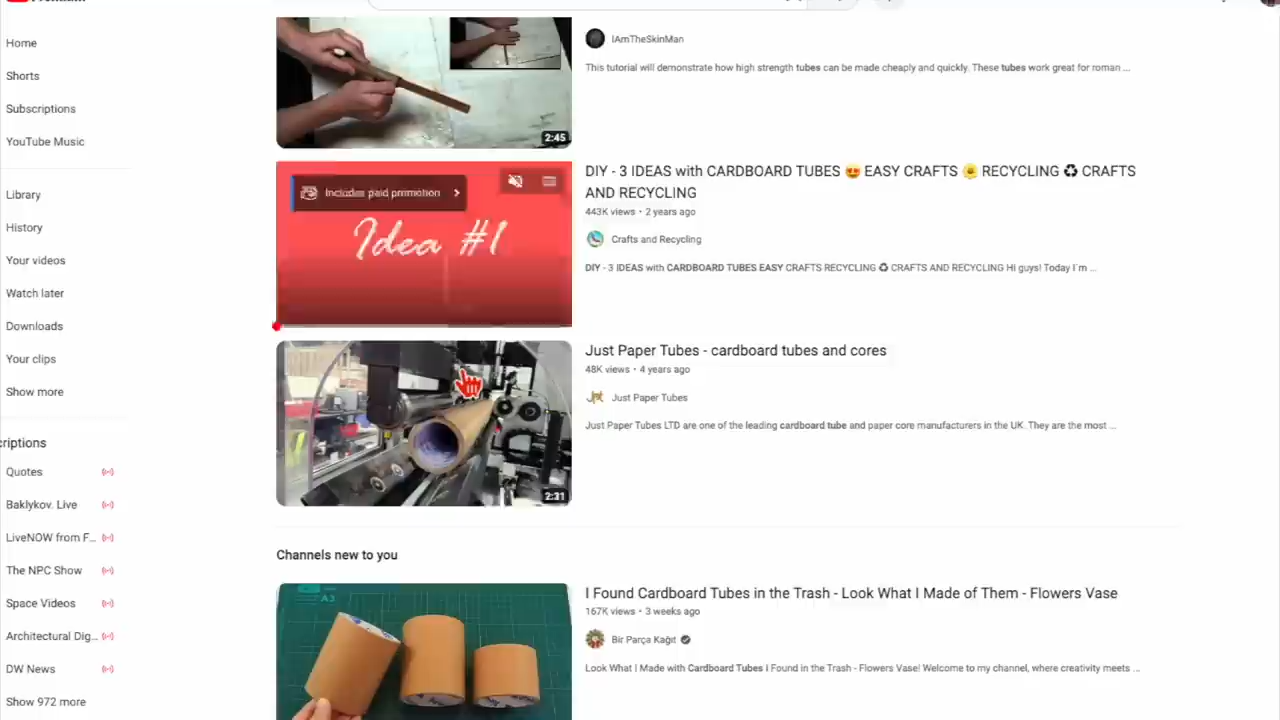 Home
Shorts
Subscriptions
YouTube Music
Library
History
Your videos
Watch later
Downloads
Your clips
Show more
criptions
Quotes
Baklykov. Live
LiveNOW from F...
The NPC Show
Space Videos
Architectural Dig...
DW News
Show 972 more
IAmTheSkinMan
This tutorial will demonstrate how high strength tubes can be made cheaply and quickly. These tubes work great for roman ...
2:45
Includes paid promotion
Idea #1
DIY - 3 IDEAS with CARDBOARD TUBES 😍 EASY CRAFTS 🌼 RECYCLING ♻ CRAFTS
AND RECYCLING
443K views • 2 years ago
Crafts and Recycling
DIY - 3 IDEAS with CARDBOARD TUBES EASY CRAFTS RECYCLING ♻ CRAFTS AND RECYCLING Hi guys! Today I´m ...
2:31
Just Paper Tubes - cardboard tubes and cores
48K views • 4 years ago
Jpt Just Paper Tubes
Just Paper Tubes LTD are one of the leading cardboard tube and paper core manufacturers in the UK. They are the most ...
Channels new to you
A3
I Found Cardboard Tubes in the Trash - Look What I Made of Them - Flowers Vase
167K views • 3 weeks ago
Bir Parça Kağıt
Look What I Made with Cardboard Tubes I Found in the Trash - Flowers Vase! Welcome to my channel, where creativity meets ...